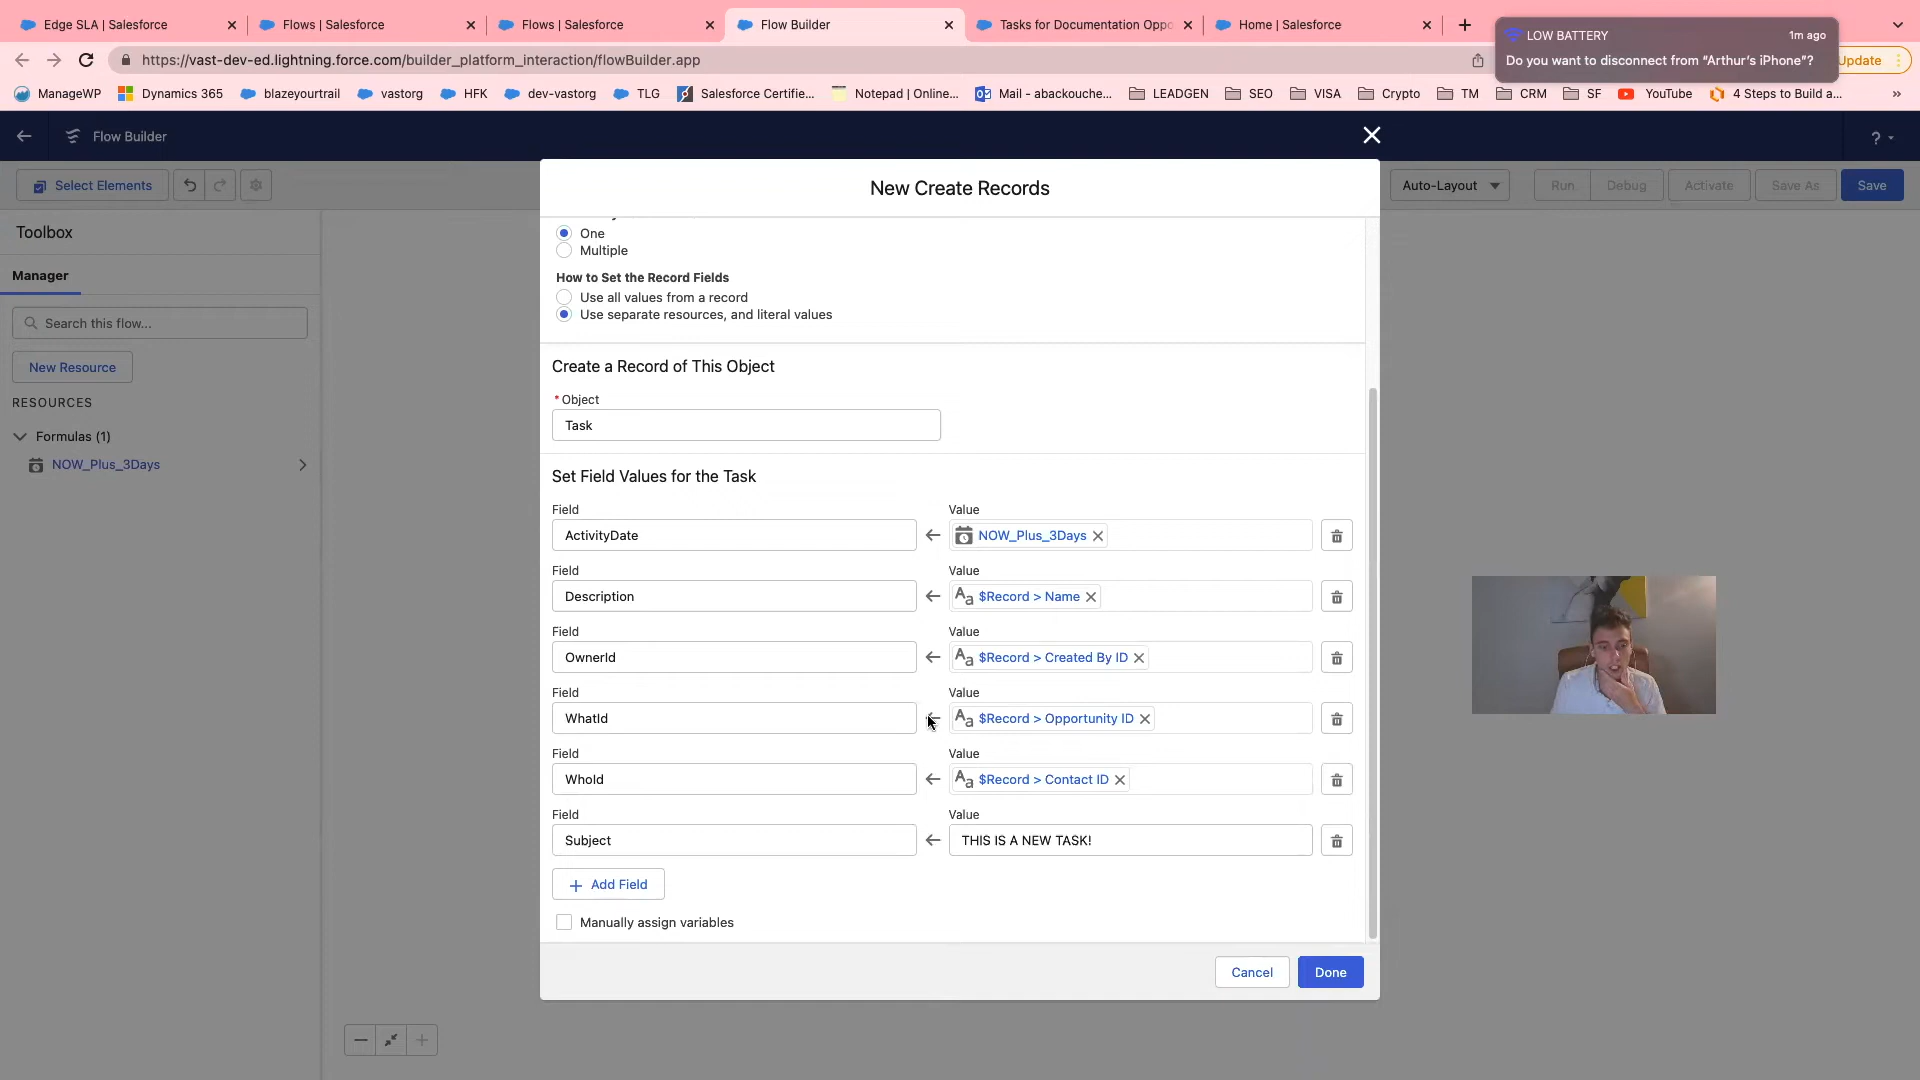 Edge SLA | Salesforce
Flows | Salesforce
Flows | Salesforce
Flow Builder
Tasks for Documentation Oppo
Home | Salesforce
LOW BATTERY
1m ago
Do you want to disconnect from “Arthur's iPhone”?
https://vast-dev-ed.lightning.force.com/builder_platform_interaction/flowBuilder.app
Update
ManageWP
Dynamics 365
blazeyourtrail
vastorg
HFK
dev-vastorg
TLG
Salesforce Certifie...
Notepad | Online...
Mail - abackouche...
LEADGEN
SEO
VISA
Crypto
TM
CRM
SF
YouTube
4 Steps to Build a...
»
Flow Builder
?
Select Elements
Auto-Layout
Run
Debug
Activate
Save As
Save
Toolbox
Manager
Search this flow...
New Resource
RESOURCES
Formulas (1)
NOW_Plus_3Days
New Create Records
One
Multiple
How to Set the Record Fields
Use all values from a record
Use separate resources, and literal values
Create a Record of This Object
* Object
Task
Set Field Values for the Task
Field
Value
ActivityDate
NOW_Plus_3Days
Field
Value
Description
Aa $Record > Name
Field
Value
OwnerId
Aa $Record > Created By ID
Field
Value
WhatId
Aa $Record > Opportunity ID
Field
Value
WhoId
Aa $Record > Contact ID
Field
Value
Subject
THIS IS A NEW TASK!
Add Field
Manually assign variables
Cancel
Done